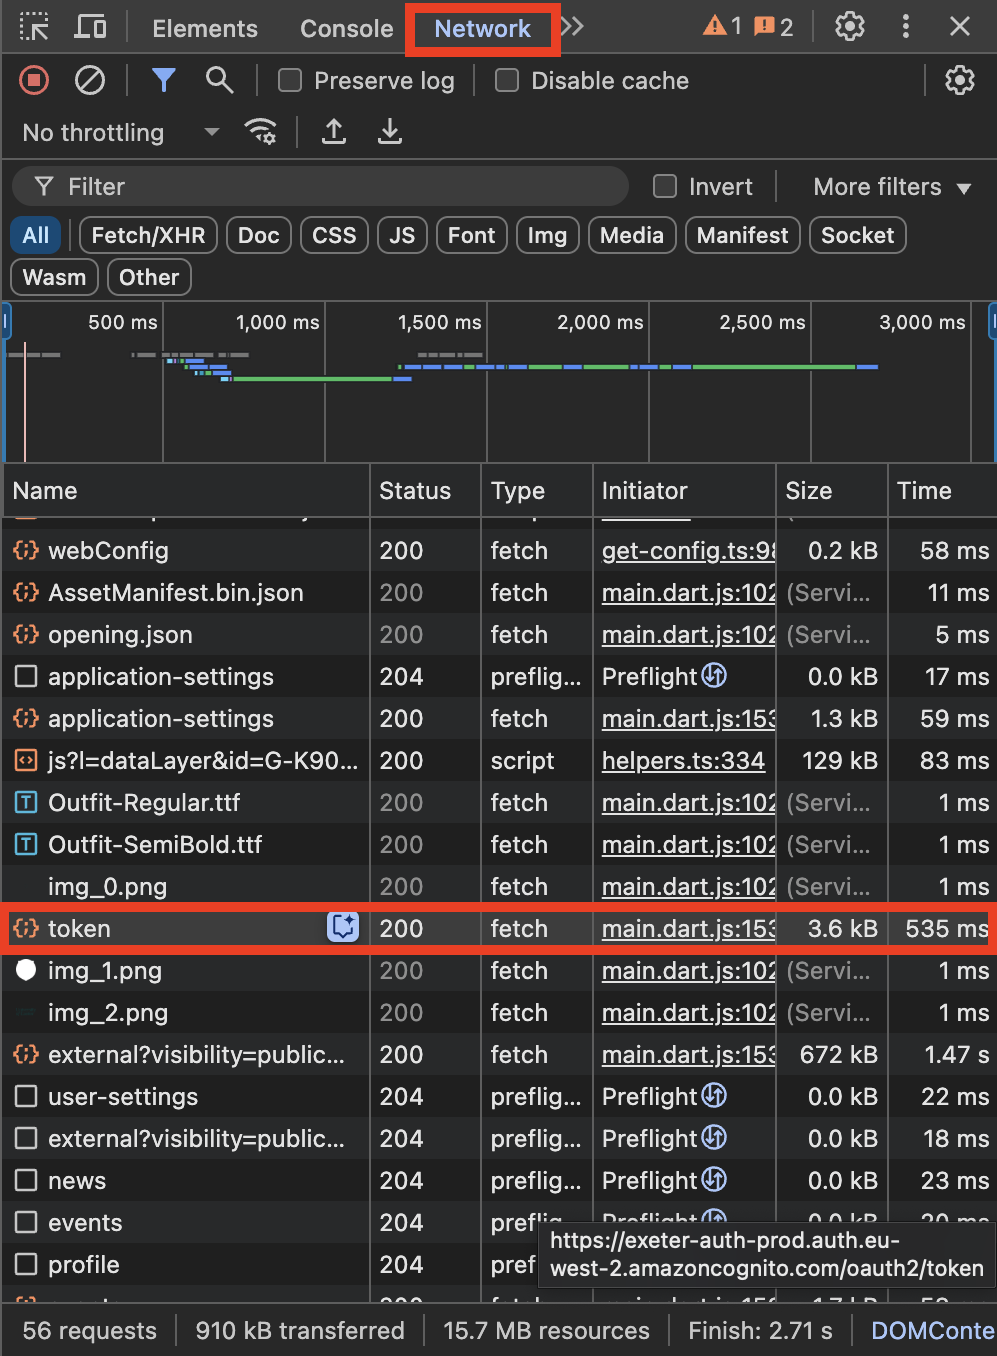 Elements Console Network 1 2
Preserve log Disable cache
No throttling
Filter Invert More filters
All Fetch/XHR Doc CSS JS Font Img Media Manifest Socket
Wasm Other
500 ms 1,000 ms 1,500 ms 2,000 ms 2,500 ms 3,000 ms
Name Status Type Initiator Size Time
webConfig 200 fetch get-config.ts:98 0.2 kB 58 ms
AssetManifest.bin.json 200 fetch main.dart.js:102 (Servi... 11 ms
opening.json 200 fetch main.dart.js:102 (Servi... 5 ms
application-settings 204 preflig... Preflight 0.0 kB 17 ms
application-settings 200 fetch main.dart.js:153 1.3 kB 59 ms
js?l=dataLayer&id=G-K90... 200 script helpers.ts:334 129 kB 83 ms
Outfit-Regular.ttf 200 fetch main.dart.js:102 (Servi... 1 ms
Outfit-SemiBold.ttf 200 fetch main.dart.js:102 (Servi... 1 ms
img_0.png 200 fetch main.dart.js:102 (Servi... 1 ms
token 200 fetch main.dart.js:153 3.6 kB 535 ms
img_1.png 200 fetch main.dart.js:102 (Servi... 1 ms
img_2.png 200 fetch main.dart.js:102 (Servi... 1 ms
external?visibility=public... 200 fetch main.dart.js:153 672 kB 1.47 s
user-settings 204 preflig... Preflight 0.0 kB 22 ms
external?visibility=public... 204 preflig... Preflight 0.0 kB 18 ms
news 204 preflig... Preflight 0.0 kB 23 ms
events 204 preflig... Preflight 0.0 kB 20 ms
profile 204 pref
https://exeter-auth-prod.auth.eu-
west-2.amazoncognito.com/oauth2/token
56 requests 910 kB transferred 15.7 MB resources Finish: 2.71 s DOMConte